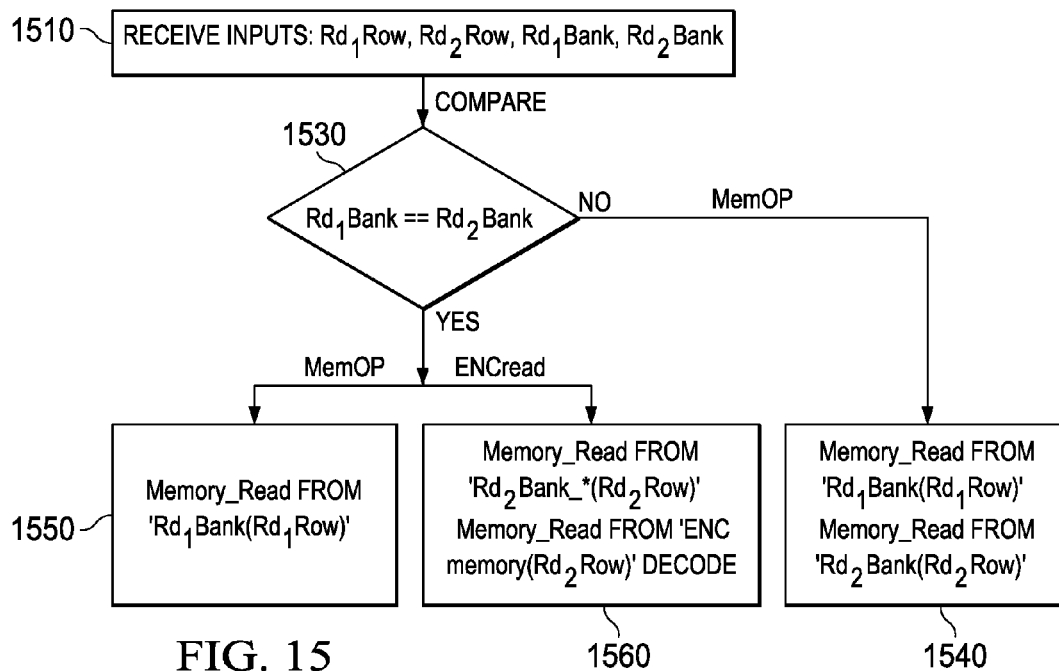 1510
RECEIVE INPUTS: Rd₁Row, Rd₂Row, Rd₁Bank, Rd₂Bank
COMPARE
1530
Rd₁Bank == Rd₂Bank
NO
MemOP
YES
MemOP
ENCread
1550
Memory_Read FROM
'Rd₁Bank(Rd₁Row)'
Memory_Read FROM
'Rd₂Bank_*(Rd₂Row)'
Memory_Read FROM 'ENC
memory(Rd₂Row)' DECODE
Memory_Read FROM
'Rd₁Bank(Rd₁Row)'
Memory_Read FROM
'Rd₂Bank(Rd₂Row)'
FIG. 15
1560
1540